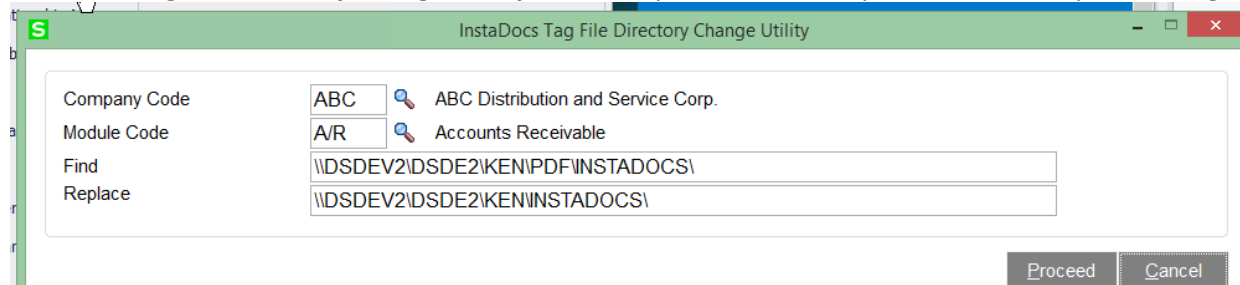 S InstaDocs Tag File Directory Change Utility
Company Code ABC ABC Distribution and Service Corp.
Module Code A/R Accounts Receivable
Find \\DSDEV2\DSDE2\KEN\PDF\INSTADOCS\
Replace \\DSDEV2\DSDE2\KEN\INSTADOCS\
Proceed Cancel